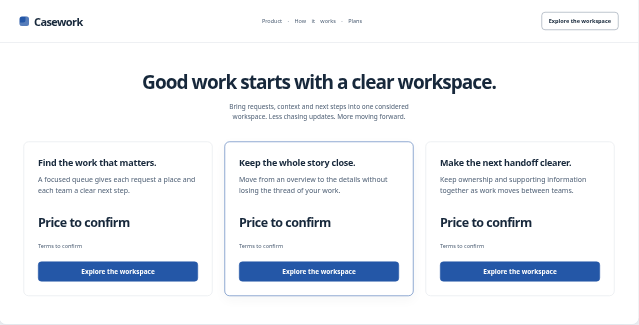 Casework
Product · How it works · Plans
Explore the workspace
Good work starts with a clear workspace.
Bring requests, context and next steps into one considered
workspace. Less chasing updates. More moving forward.
Find the work that matters.
A focused queue gives each request a place and
each team a clear next step.
Price to confirm
Terms to confirm
Explore the workspace
Keep the whole story close.
Move from an overview to the details without
losing the thread of your work.
Price to confirm
Terms to confirm
Explore the workspace
Make the next handoff clearer.
Keep ownership and supporting information
together as work moves between teams.
Price to confirm
Terms to confirm
Explore the workspace